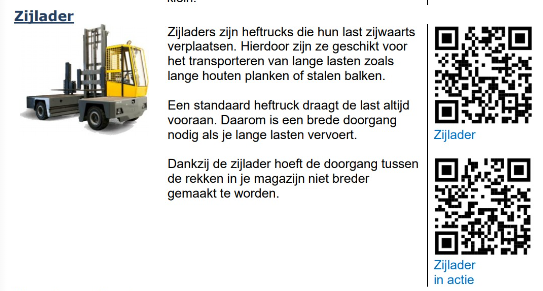 klein.
Zijlader
Zijladers zijn heftrucks die hun last zijwaarts
verplaatsen. Hierdoor zijn ze geschikt voor
het transporteren van lange lasten zoals
lange houten planken of stalen balken.
Een standaard heftruck draagt de last altijd
vooraan. Daarom is een brede doorgang
nodig als je lange lasten vervoert.
Dankzij de zijlader hoeft de doorgang tussen
de rekken in je magazijn niet breder
gemaakt te worden.
Zijlader
Zijlader
in actie